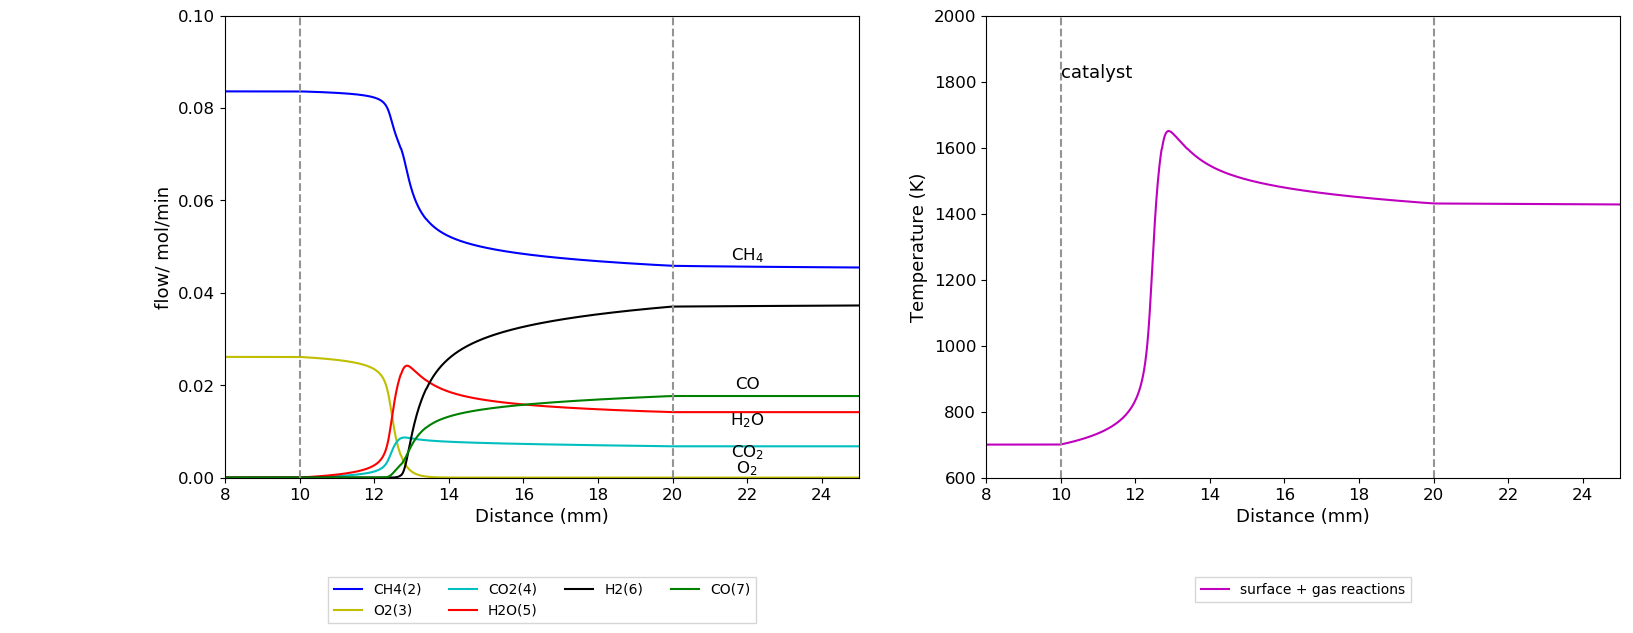 0.10
0.08
0.06
0.04
0.02
0.00
flow/ mol/min
CH₄
CO
H₂O
CO₂
O₂
8 10 12 14 16 18 20 22 24
Distance (mm)
CH4(2) CO2(4) H2(6) CO(7)
O2(3) H2O(5)
2000
1800
1600
1400
1200
1000
800
600
Temperature (K)
catalyst
8 10 12 14 16 18 20 22 24
Distance (mm)
surface + gas reactions